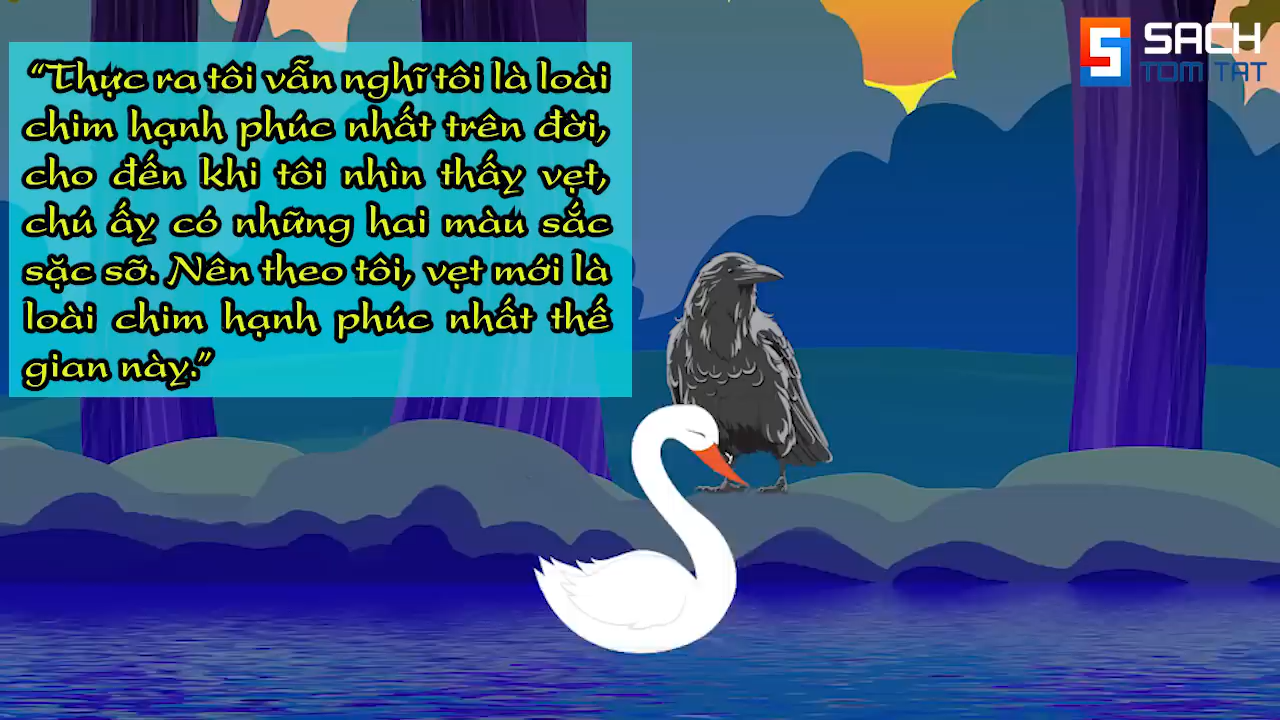 “Thực ra tôi vẫn nghĩ tôi là loài
chim hạnh phúc nhất trên đời,
cho đến khi tôi nhìn thấy vẹt,
chú ấy có những hai màu sắc
sặc sỡ. Nên theo tôi, vẹt mới là
loài chim hạnh phúc nhất thế
gian này.”
SACH
TOM TAT